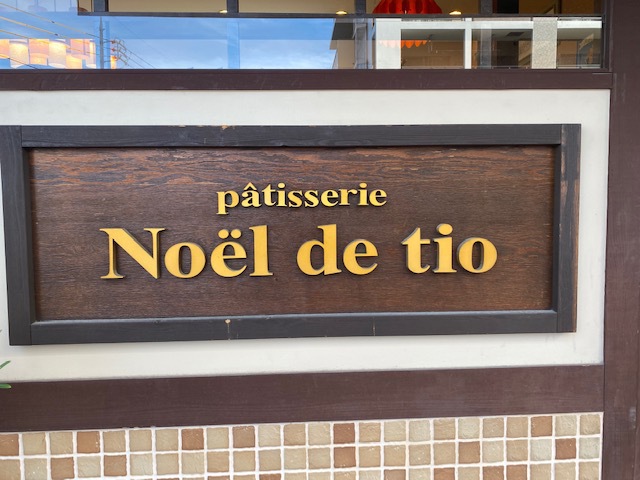 pâtisserie
Noël de tio